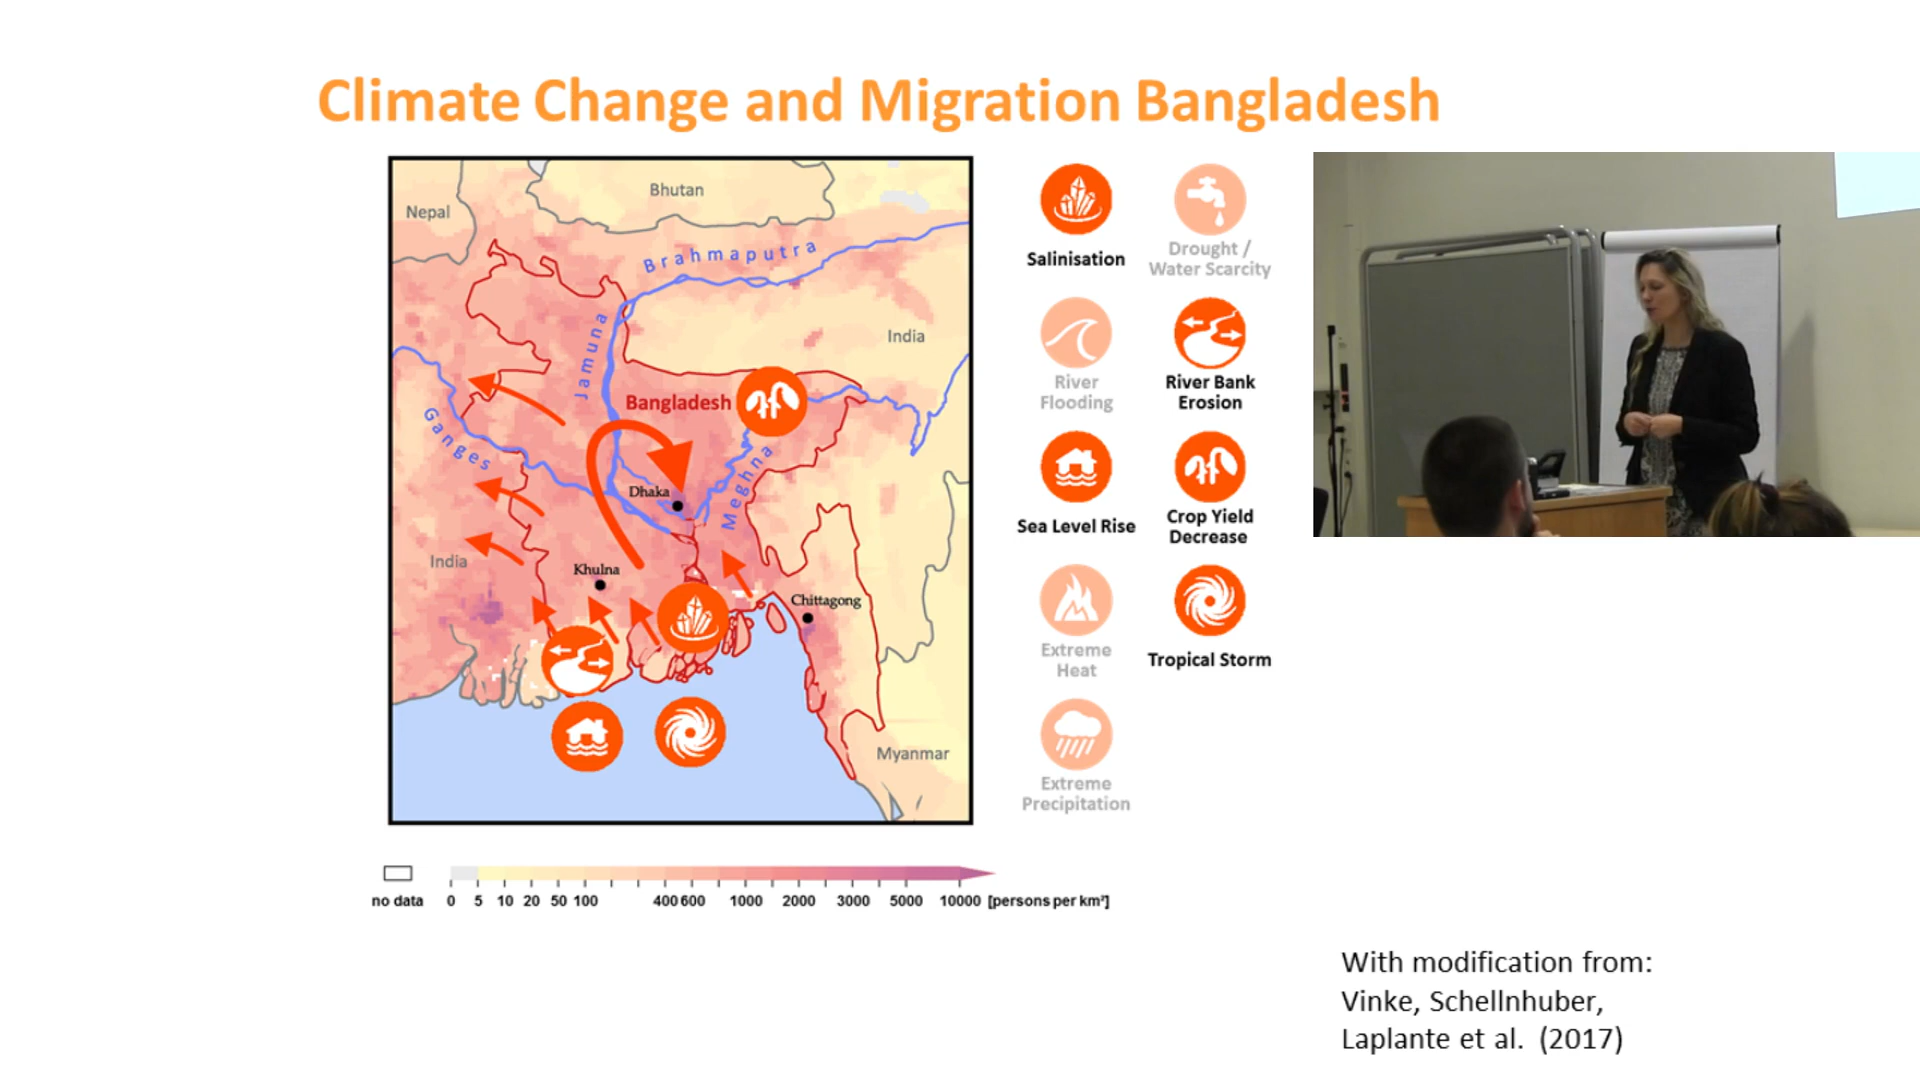 Climate Change and Migration Bangladesh
Nepal
Bhutan
Brahmaputra
Jamuna
India
Bangladesh
Ganges
Meghna
Dhaka
India
Khulna
Chittagong
Myanmar
Salinisation
Drought /
Water Scarcity
River
Flooding
River Bank
Erosion
Sea Level Rise
Crop Yield
Decrease
Extreme
Heat
Tropical Storm
Extreme
Precipitation
no data 0 5 10 20 50 100 400 600 1000 2000 3000 5000 10000 [persons per km²]
With modification from:
Vinke, Schellnhuber,
Laplante et al. (2017)